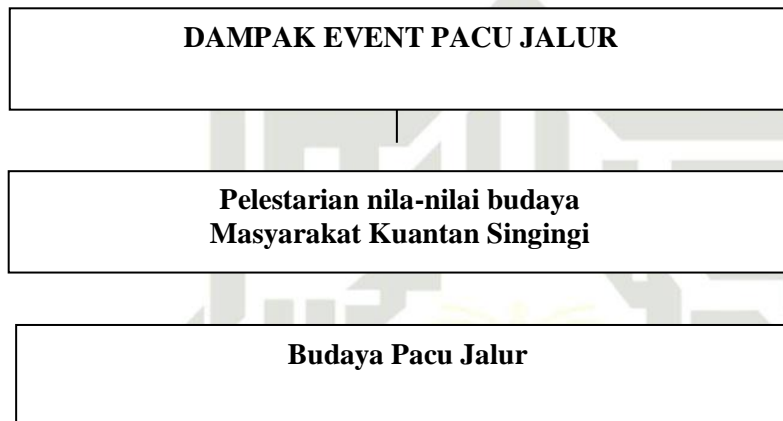 DAMPAK EVENT PACU JALUR
Pelestarian nila-nilai budaya
Masyarakat Kuantan Singingi
Budaya Pacu Jalur